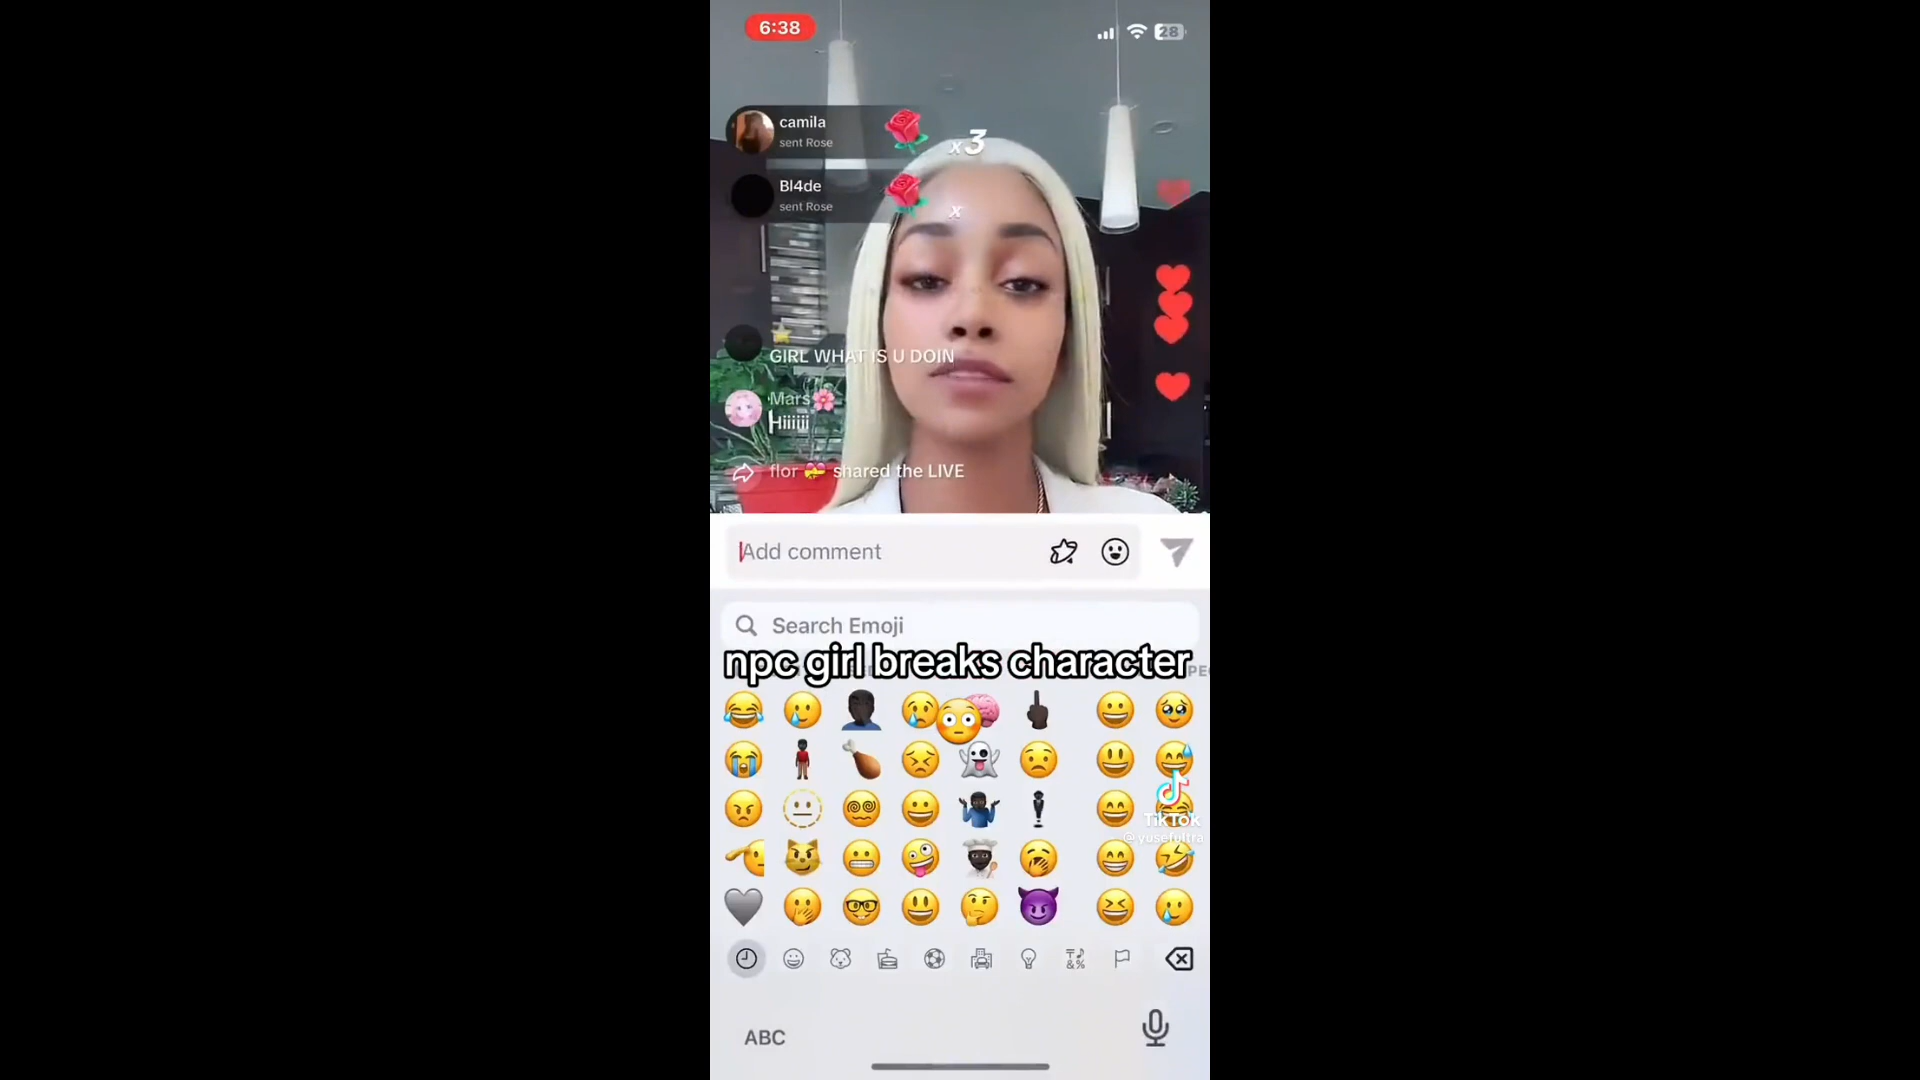 6:38
28
camila
sent Rose
x3
Bl4de
sent Rose
x
GIRL WHAT IS U DOIN
Mars
Hiiiiii
flor shared the LIVE
Add comment
Search Emoji
npc girl breaks character
TikTok
@yusefultra
ABC